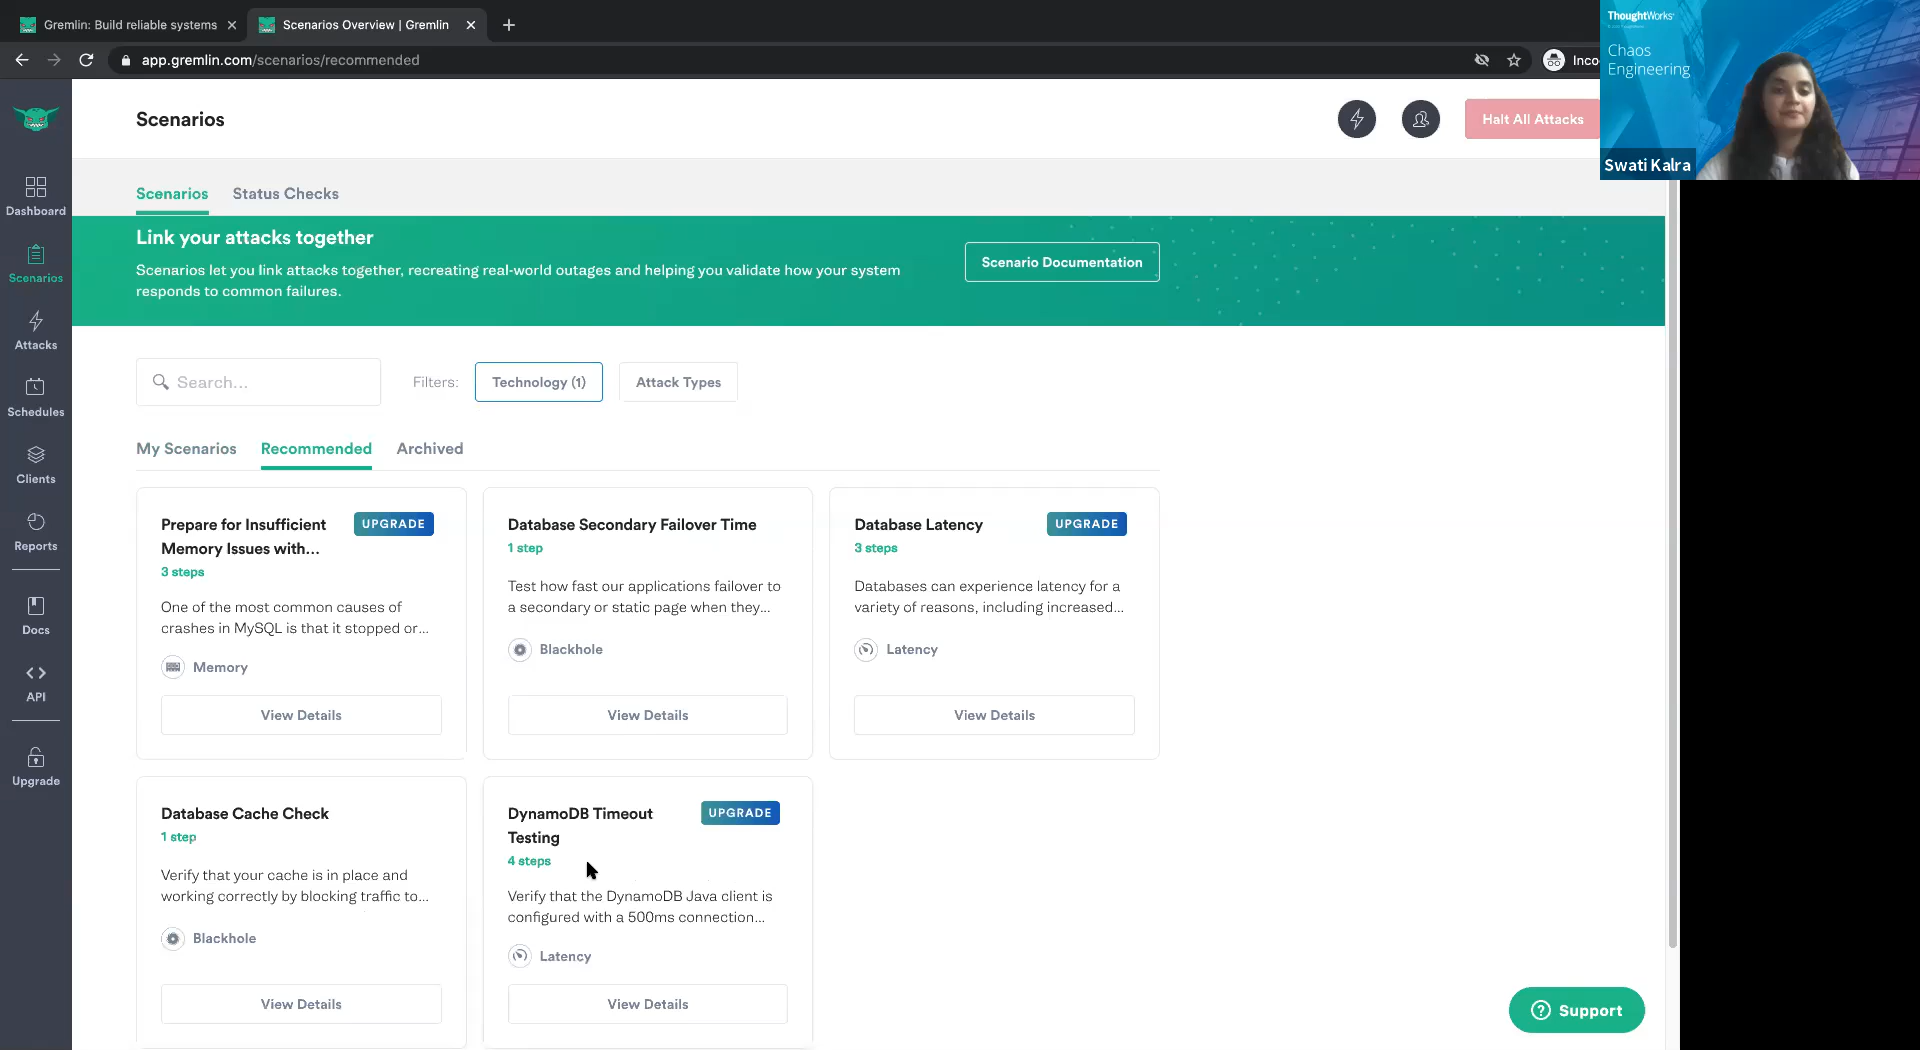 Gremlin: Build reliable systems
Scenarios Overview | Gremlin
app.gremlin.com/scenarios/recommended
Inco
ThoughtWorks
Chaos
Engineering
Swati Kalra
Scenarios
Halt All Attacks
Dashboard
Scenarios
Attacks
Schedules
Clients
Reports
Docs
API
Upgrade
Scenarios Status Checks
Link your attacks together
Scenarios let you link attacks together, recreating real-world outages and helping you validate how your system
responds to common failures.
Scenario Documentation
Search...
Filters:
Technology (1)
Attack Types
My Scenarios Recommended Archived
Prepare for Insufficient
Memory Issues with...
UPGRADE
3 steps
One of the most common causes of
crashes in MySQL is that it stopped or...
Memory
View Details
Database Secondary Failover Time
1 step
Test how fast our applications failover to
a secondary or static page when they...
Blackhole
View Details
Database Latency
UPGRADE
3 steps
Databases can experience latency for a
variety of reasons, including increased...
Latency
View Details
Database Cache Check
1 step
Verify that your cache is in place and
working correctly by blocking traffic to...
Blackhole
View Details
DynamoDB Timeout
Testing
UPGRADE
4 steps
Verify that the DynamoDB Java client is
configured with a 500ms connection...
Latency
View Details
Support